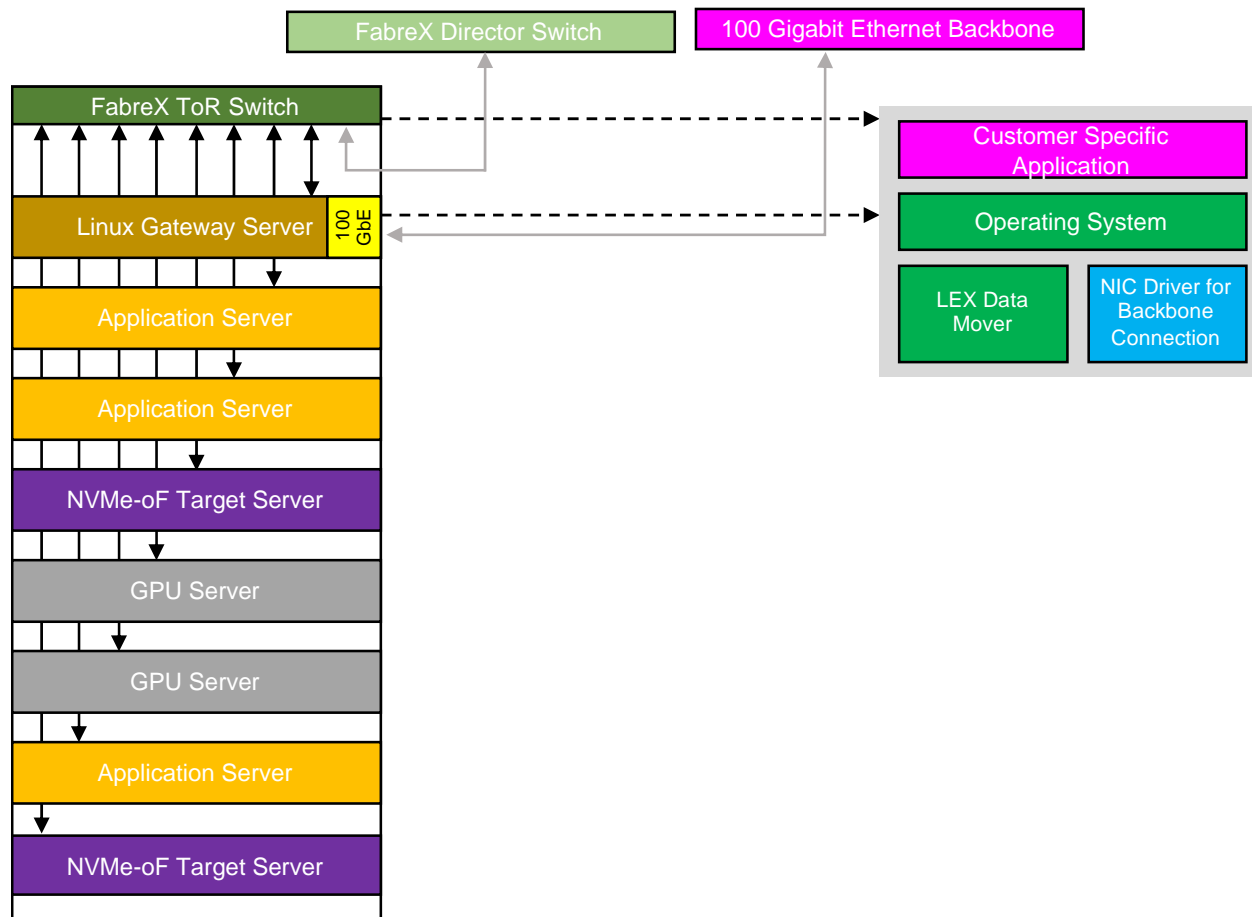 FabreX Director Switch
100 Gigabit Ethernet Backbone
FabreX ToR Switch
Customer Specific
Application
Linux Gateway Server
100
GbE
Operating System
Application Server
LEX Data
Mover
NIC Driver for
Backbone
Connection
Application Server
NVMe-oF Target Server
GPU Server
GPU Server
Application Server
NVMe-oF Target Server